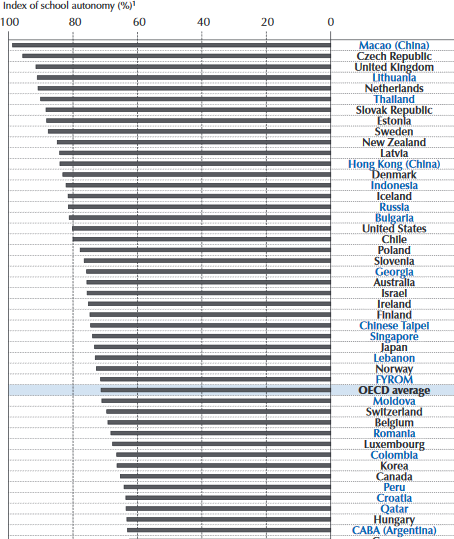 Index of school autonomy (%)¹
100 80 60 40 20 0
Macao (China)
Czech Republic
United Kingdom
Lithuania
Netherlands
Thailand
Slovak Republic
Estonia
Sweden
New Zealand
Latvia
Hong Kong (China)
Denmark
Indonesia
Iceland
Russia
Bulgaria
United States
Chile
Poland
Slovenia
Georgia
Australia
Israel
Ireland
Finland
Chinese Taipei
Singapore
Japan
Lebanon
Norway
FYROM
OECD average
Moldova
Switzerland
Belgium
Romania
Luxembourg
Colombia
Korea
Canada
Peru
Croatia
Qatar
Hungary
CABA (Argentina)